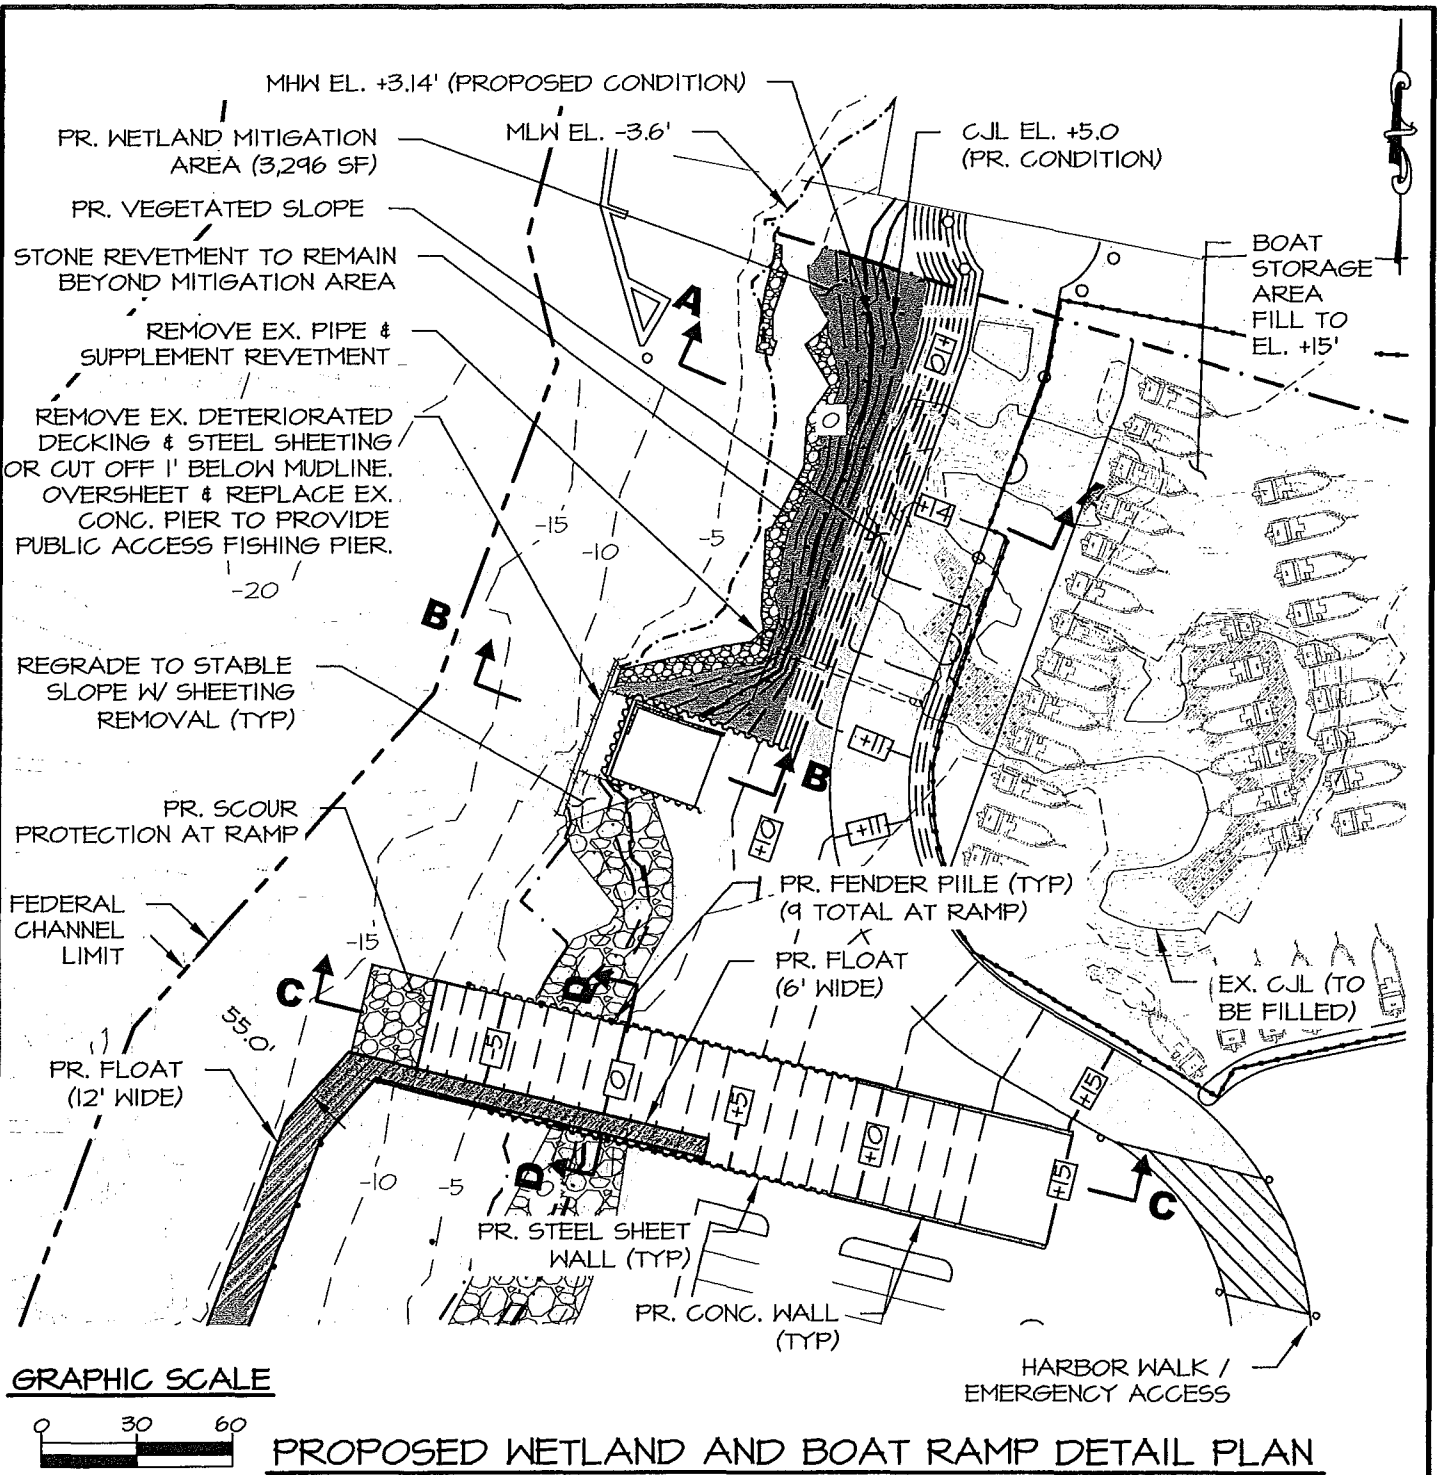 MHW EL. +3.14' (PROPOSED CONDITION)
PR. WETLAND MITIGATION
AREA (3,296 SF)
MLW EL. -3.6'
CJL EL. +5.0
(PR. CONDITION)
PR. VEGETATED SLOPE
STONE REVETMENT TO REMAIN
BEYOND MITIGATION AREA
BOAT
STORAGE
AREA
FILL TO
EL. +15'
REMOVE EX. PIPE &
SUPPLEMENT REVETMENT
A
+10
REMOVE EX. DETERIORATED
DECKING & STEEL SHEETING
OR CUT OFF 1' BELOW MUDLINE.
OVERSHEET & REPLACE EX.
CONC. PIER TO PROVIDE
PUBLIC ACCESS FISHING PIER.
0
-15
-10
-5
-20
+14
B
REGRADE TO STABLE
SLOPE W/ SHEETING
REMOVAL (TYP)
+11
B
+10
+11
PR. SCOUR
PROTECTION AT RAMP
PR. FENDER PIILE (TYP)
(9 TOTAL AT RAMP)
FEDERAL
CHANNEL
LIMIT
-15
PR. FLOAT
(6' WIDE)
C
D
EX. CJL (TO
BE FILLED)
55.0'
-5
0
+5
+10
+15
+15
PR. FLOAT
(12' WIDE)
-10
-5
D
0
C
PR. STEEL SHEET
WALL (TYP)
PR. CONC. WALL
(TYP)
HARBOR WALK /
EMERGENCY ACCESS
GRAPHIC SCALE
0 30 60
PROPOSED WETLAND AND BOAT RAMP DETAIL PLAN